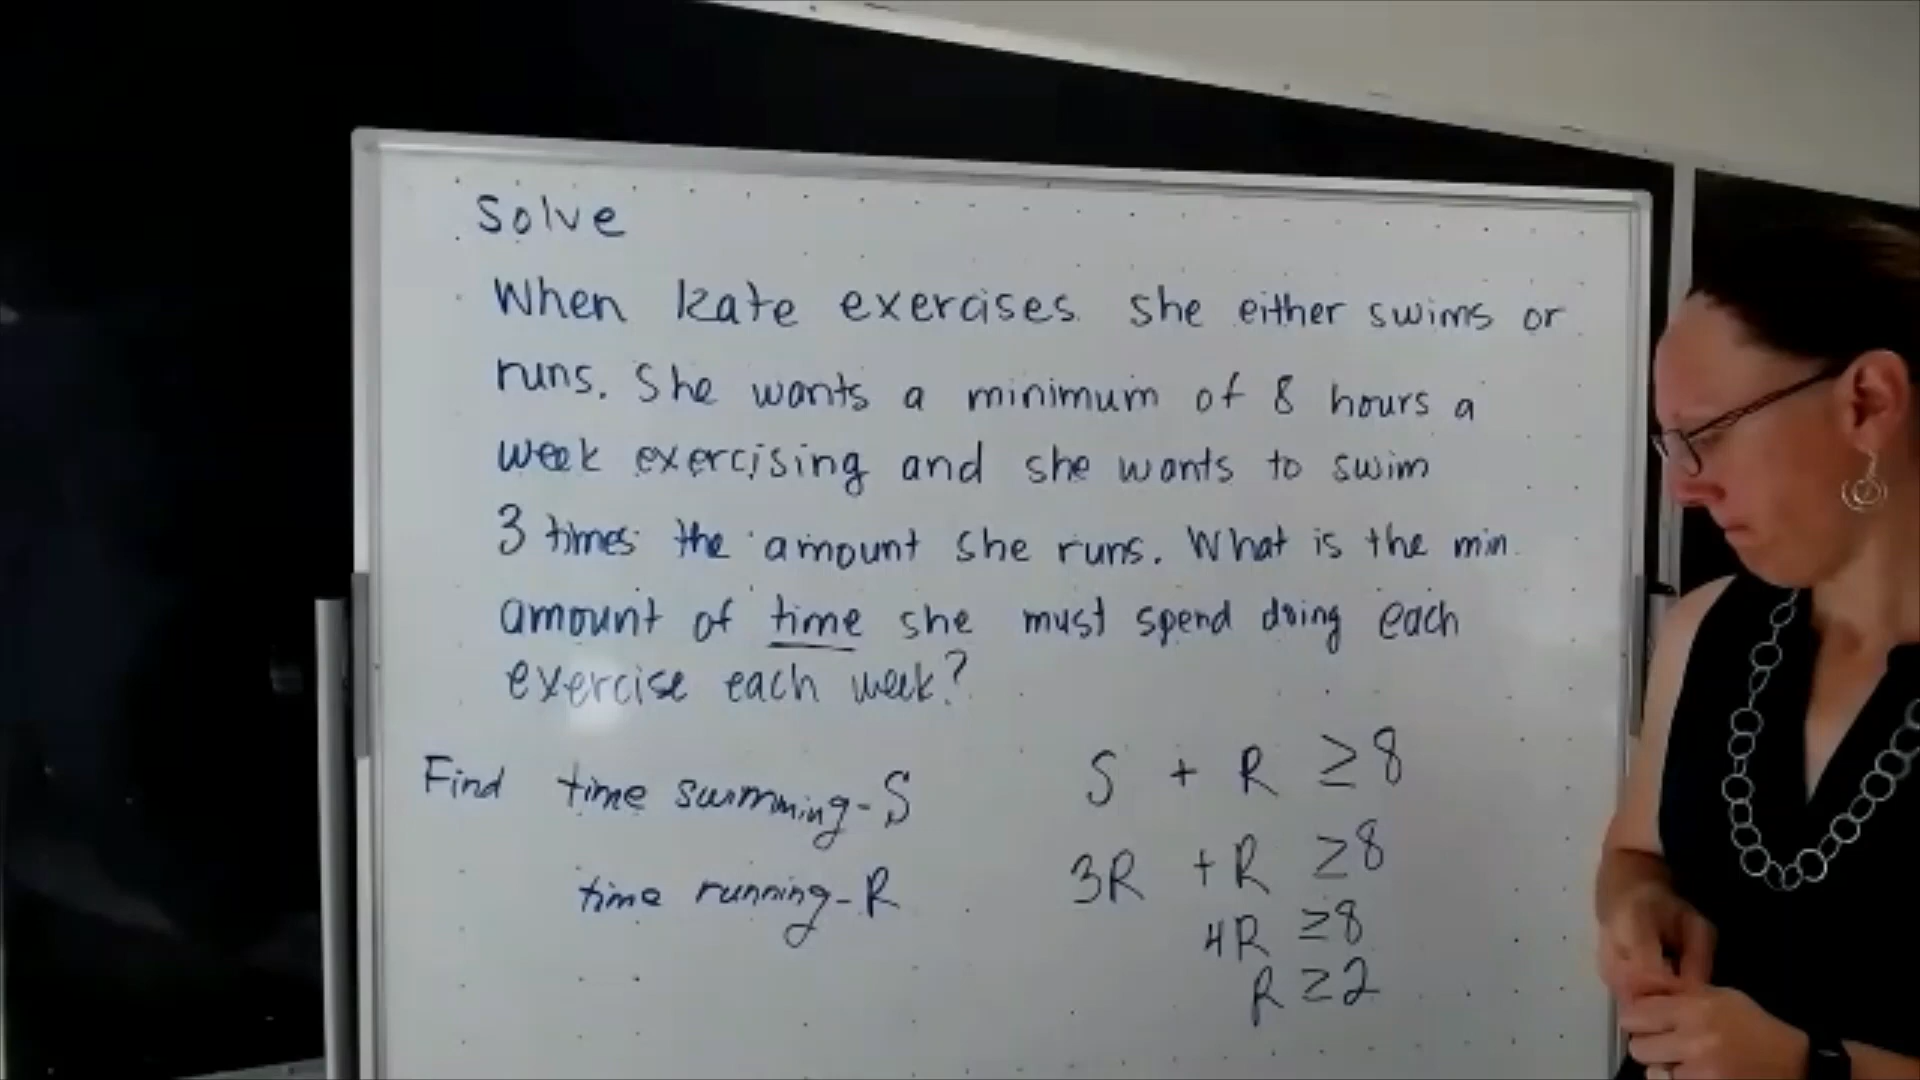 Solve
When Kate exercises she either swims or
runs. She wants a minimum of 8 hours a
week exercising and she wants to swim
3 times the amount she runs. What is the min
amount of time she must spend doing each
exercise each week?
Find time swimming - S
S + R ≥ 8
3R + R ≥ 8
time running - R
4R ≥ 8
R ≥ 2